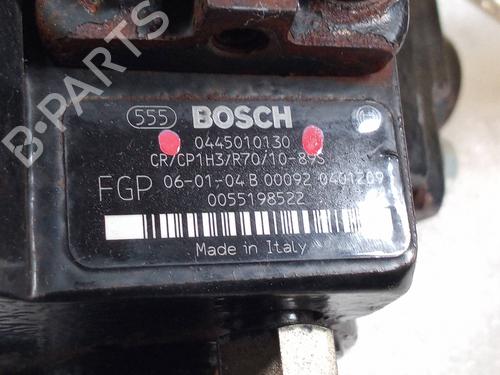 555 BOSCH
0445010130
CR/CP1H3/R70/10-89S
FGP 06-01-04 B 00092 0401209
0055198522
Made in Italy
B-PARTS